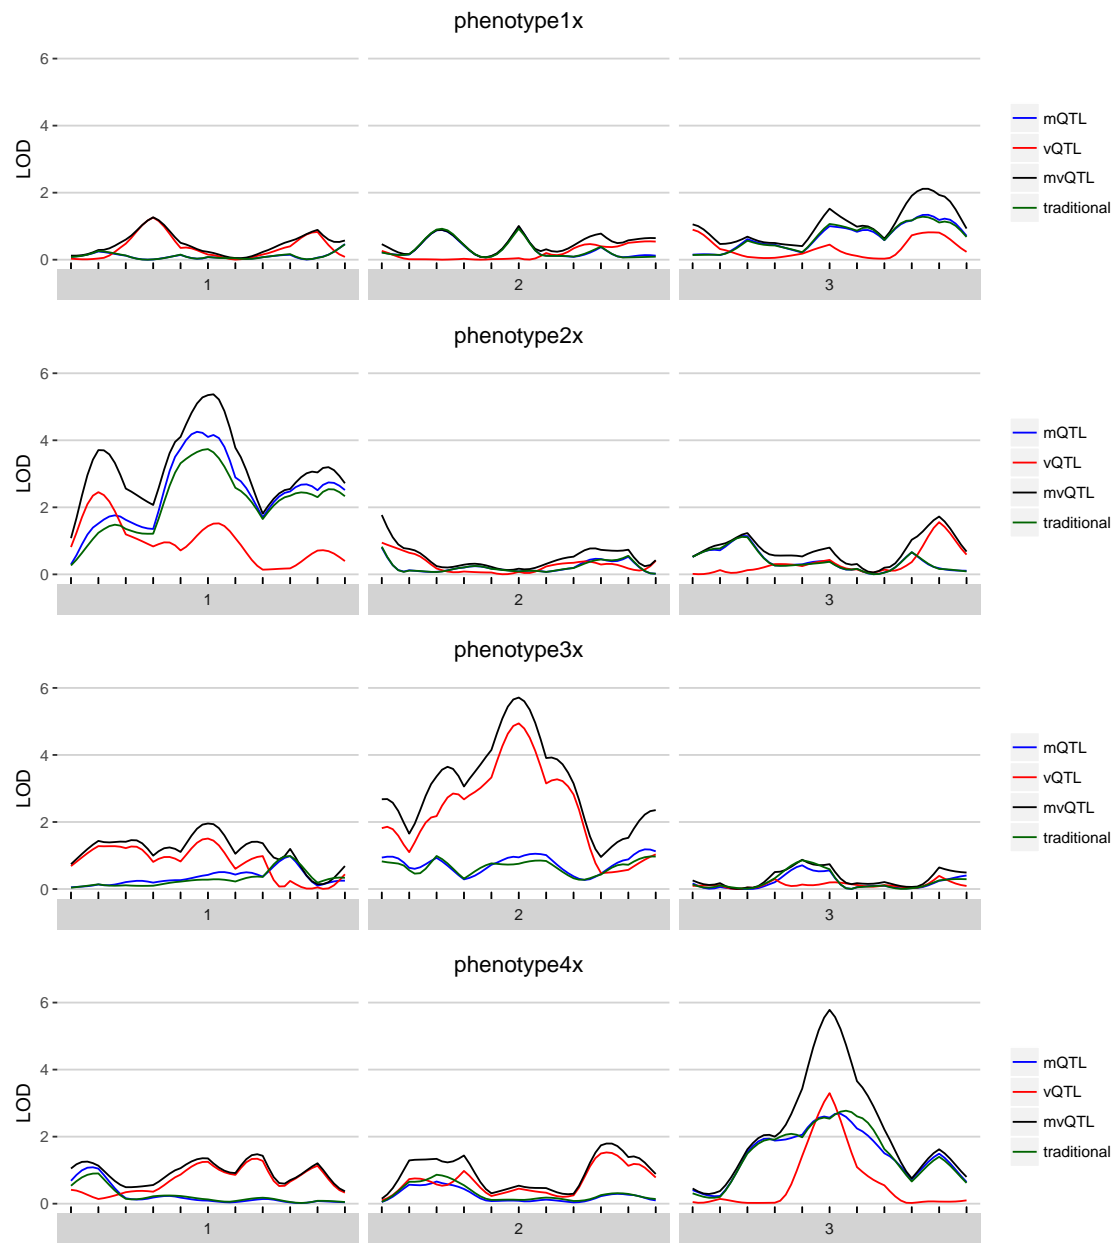 phenotype1x
6
4
2
0
LOD
1
2
3
mQTL
vQTL
mvQTL
traditional
phenotype2x
6
4
2
0
LOD
1
2
3
mQTL
vQTL
mvQTL
traditional
phenotype3x
6
4
2
0
LOD
1
2
3
mQTL
vQTL
mvQTL
traditional
phenotype4x
6
4
2
0
LOD
1
2
3
mQTL
vQTL
mvQTL
traditional